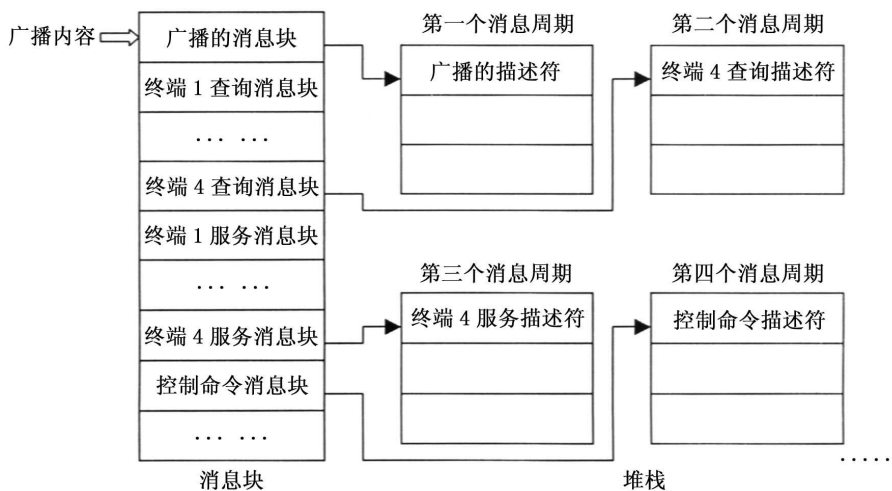 广播内容
广播的消息块
终端 1 查询消息块
... ...
终端 4 查询消息块
终端 1 服务消息块
... ...
终端 4 服务消息块
控制命令消息块
... ...
消息块
第一个消息周期
广播的描述符
第二个消息周期
终端 4 查询描述符
第三个消息周期
终端 4 服务描述符
第四个消息周期
控制命令描述符
堆栈
.....